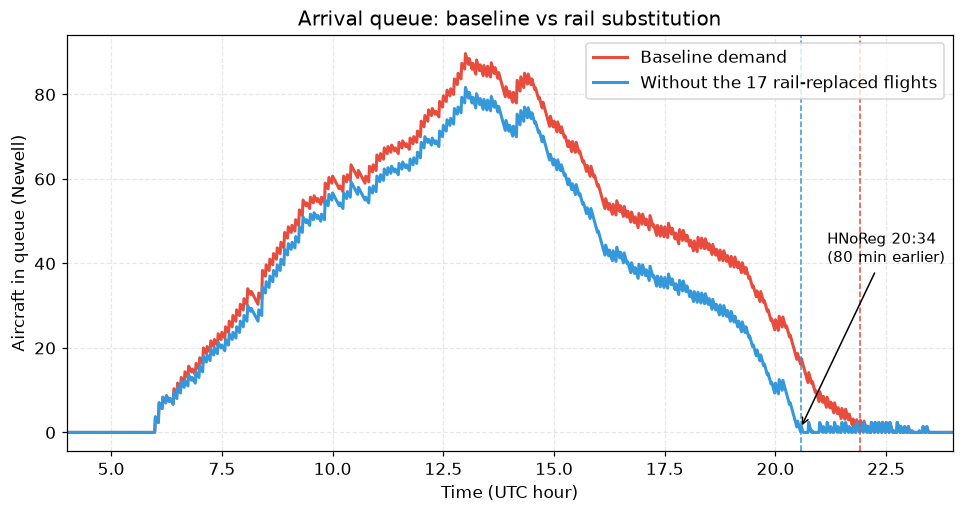 Arrival queue: baseline vs rail substitution
Baseline demand
Without the 17 rail-replaced flights
HNoReg 20:34
(80 min earlier)
Aircraft in queue (Newell)
80
60
40
20
0
5.0 7.5 10.0 12.5 15.0 17.5 20.0 22.5
Time (UTC hour)